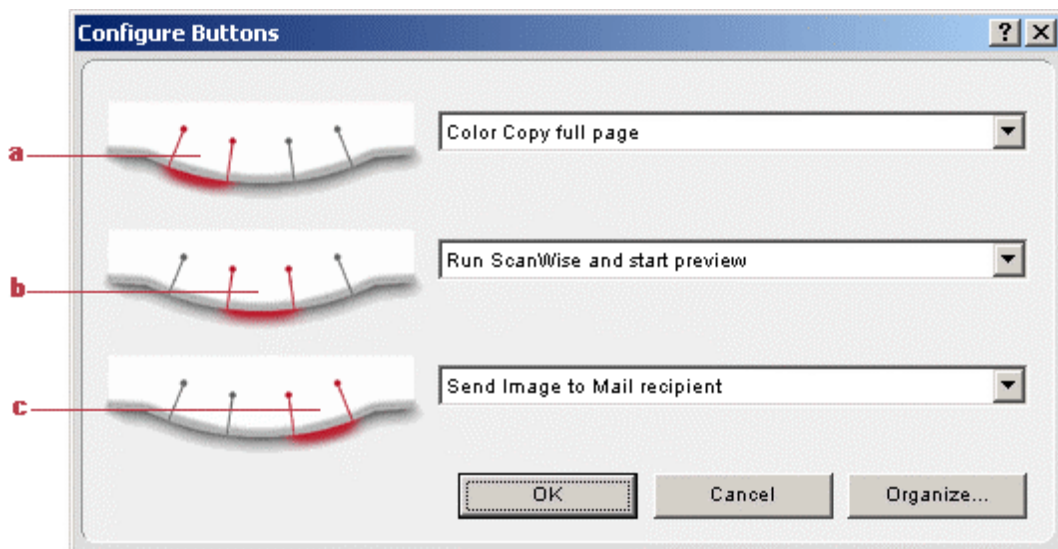 Configure Buttons
? X
a
Color Copy full page
b
Run ScanWise and start preview
c
Send Image to Mail recipient
OK Cancel Organize...